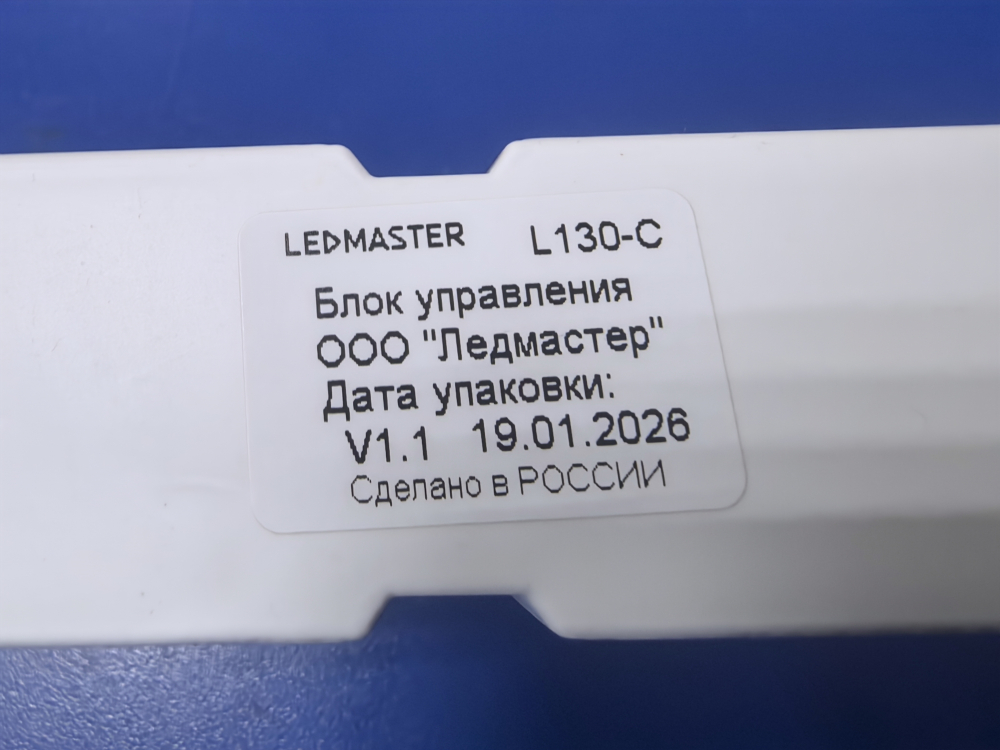 LEDMASTER L130-C
Блок управления
ООО "Ледмастер"
Дата упаковки:
V1.1 19.01.2026
Сделано в РОССИИ